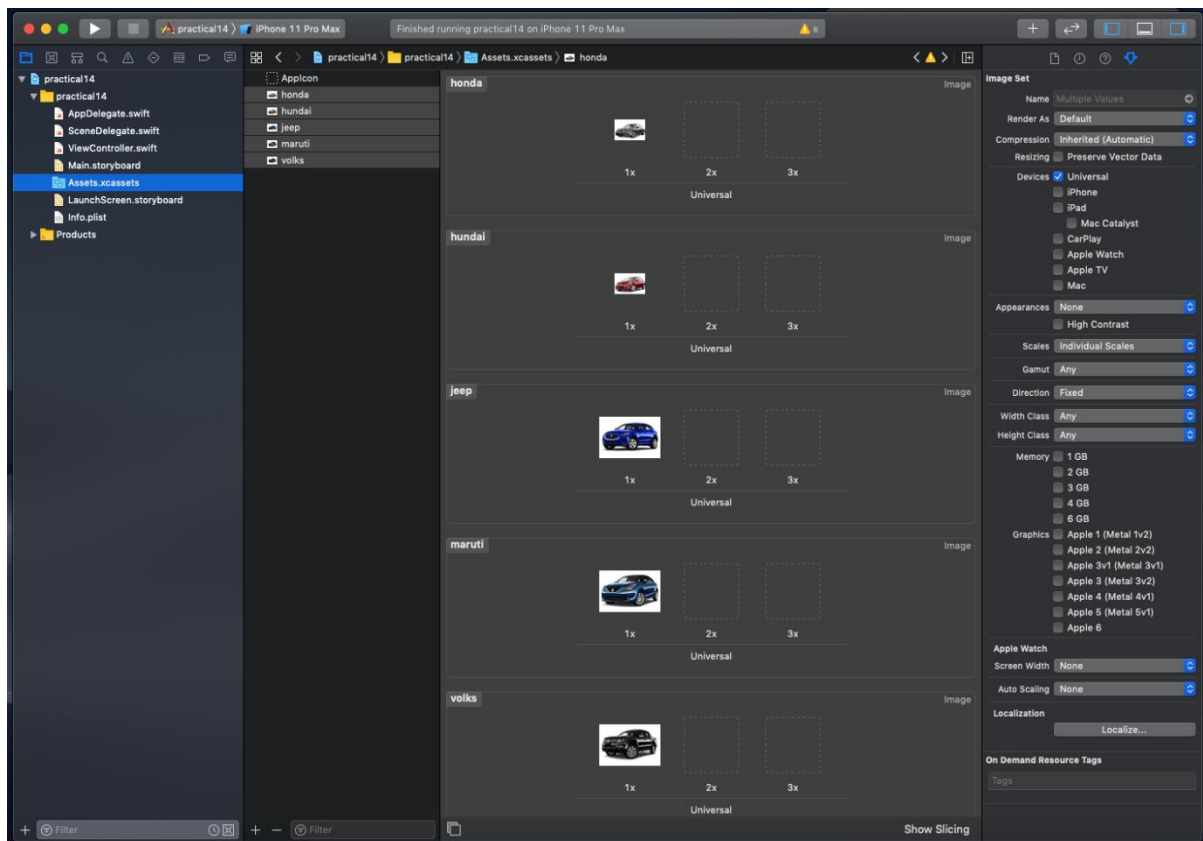 practical14 〉 iPhone 11 Pro Max
Finished running practical14 on iPhone 11 Pro Max
6
practical14 〉 practical14 〉 Assets.xcassets 〉 honda
practical14
practical14
AppDelegate.swift
SceneDelegate.swift
ViewController.swift
Main.storyboard
Assets.xcassets
LaunchScreen.storyboard
Info.plist
Products
Filter
AppIcon
honda
hundai
jeep
maruti
volks
Filter
honda
Image
1x 2x 3x
Universal
hundai
Image
1x 2x 3x
Universal
jeep
Image
1x 2x 3x
Universal
maruti
Image
1x 2x 3x
Universal
volks
Image
1x 2x 3x
Universal
Show Slicing
Image Set
Name Multiple Values
Render As Default
Compression Inherited (Automatic)
Resizing Preserve Vector Data
Devices Universal
iPhone
iPad
Mac Catalyst
CarPlay
Apple Watch
Apple TV
Mac
Appearances None
High Contrast
Scales Individual Scales
Gamut Any
Direction Fixed
Width Class Any
Height Class Any
Memory 1 GB
2 GB
3 GB
4 GB
6 GB
Graphics Apple 1 (Metal 1v2)
Apple 2 (Metal 2v2)
Apple 3v1 (Metal 3v1)
Apple 3 (Metal 3v2)
Apple 4 (Metal 4v1)
Apple 5 (Metal 5v1)
Apple 6
Apple Watch
Screen Width None
Auto Scaling None
Localization
Localize...
On Demand Resource Tags
Tags